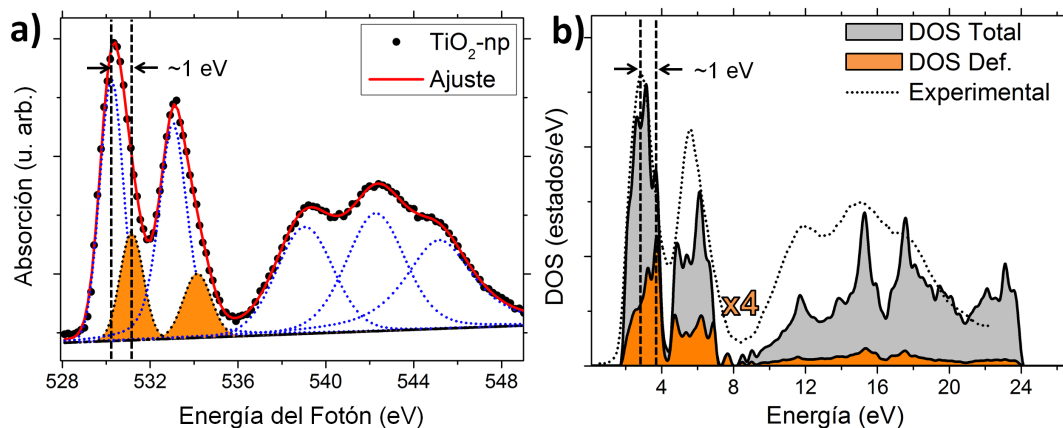 a)
TiO2-np
Ajuste
~1 eV
Absorción (u. arb.)
528 532 536 540 544 548
Energía del Fotón (eV)
b)
DOS Total
DOS Def.
Experimental
~1 eV
x4
DOS (estados/eV)
0 4 8 12 16 20 24
Energía (eV)